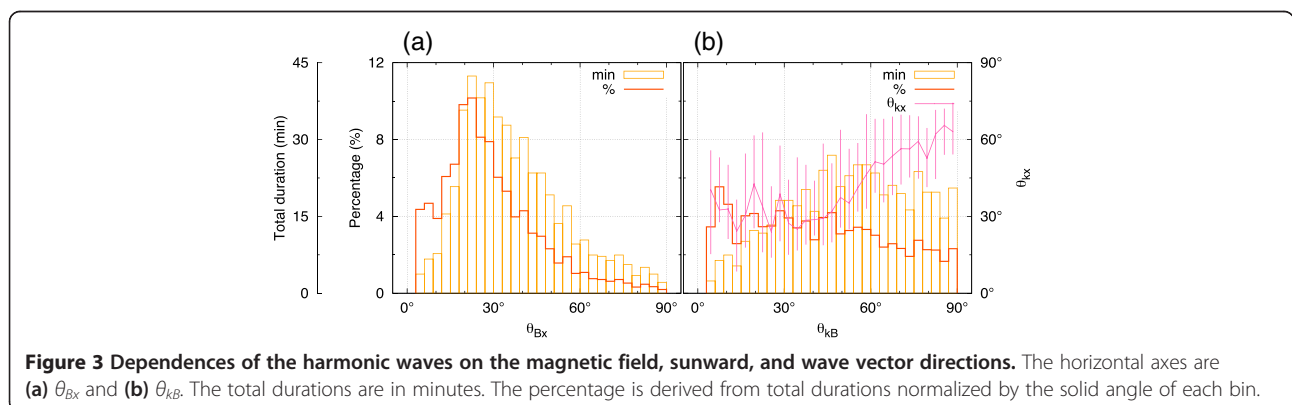 (a) (b)
45 12 90°
min min
% %
θkx
30 8 60°
Total duration (min) Percentage (%) θkx
15 4 30°
0 0 0°
0° 30° 60° 90° 0° 30° 60° 90°
θBx θkB
Figure 3 Dependences of the harmonic waves on the magnetic field, sunward, and wave vector directions. The horizontal axes are
(a) θBx and (b) θkB. The total durations are in minutes. The percentage is derived from total durations normalized by the solid angle of each bin.